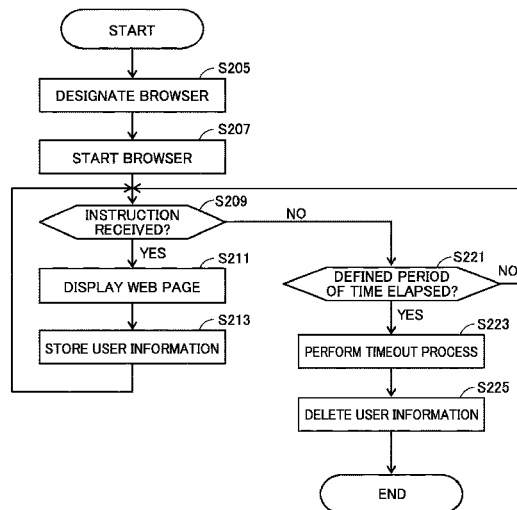 START
S205
DESIGNATE BROWSER
S207
START BROWSER
S209
INSTRUCTION
RECEIVED?
NO
YES
S211
DISPLAY WEB PAGE
S213
STORE USER INFORMATION
S221
DEFINED PERIOD
OF TIME ELAPSED?
NO
YES
S223
PERFORM TIMEOUT PROCESS
S225
DELETE USER INFORMATION
END